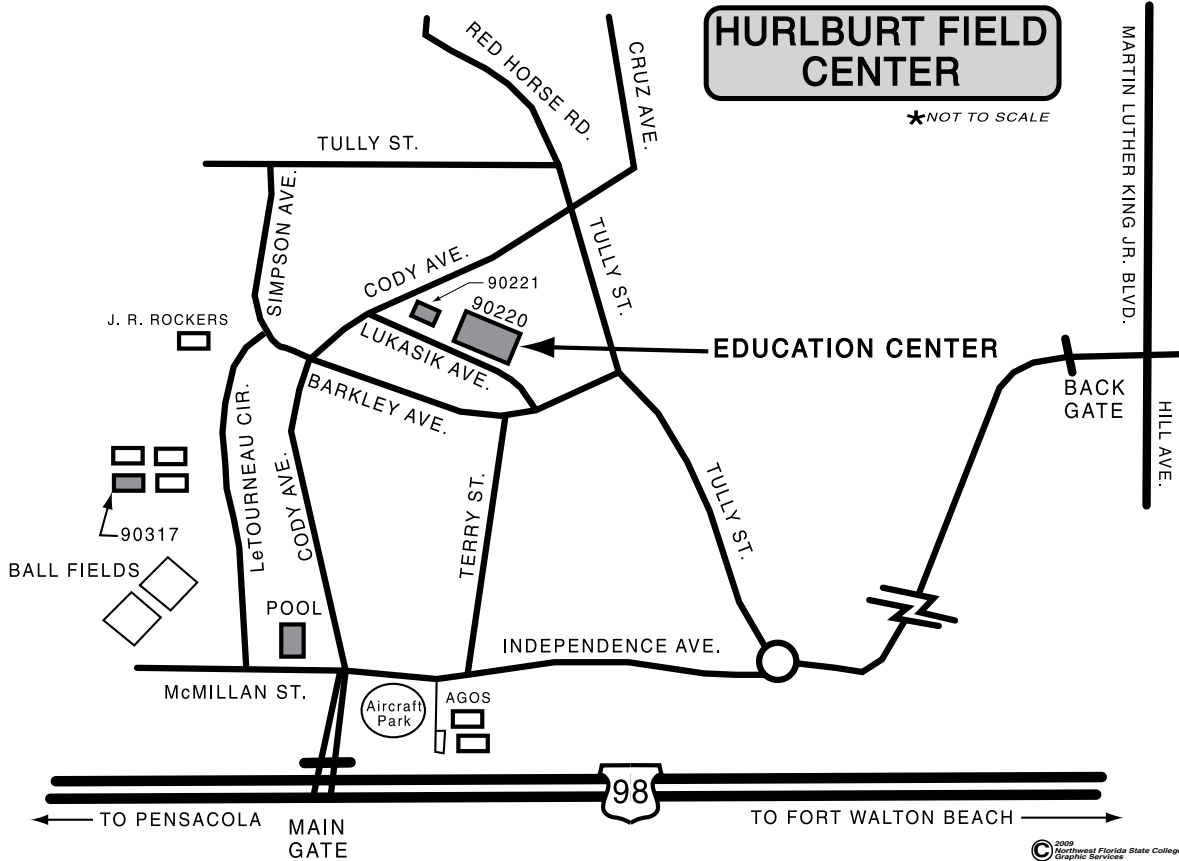 HURLBURT FIELD
CENTER
*NOT TO SCALE
RED HORSE RD.
CRUZ AVE.
MARTIN LUTHER KING JR. BLVD.
TULLY ST.
SIMPSON AVE.
CODY AVE.
TULLY ST.
90221
90220
J. R. ROCKERS
LUKASIK AVE.
EDUCATION CENTER
BARKLEY AVE.
BACK
GATE
HILL AVE.
LeTOURNEAU CIR.
CODY AVE.
TERRY ST.
TULLY ST.
90317
BALL FIELDS
POOL
INDEPENDENCE AVE.
McMILLAN ST.
Aircraft
Park
AGOS
98
TO PENSACOLA
MAIN
GATE
TO FORT WALTON BEACH
© 2009
Northwest Florida State College
Graphic Services